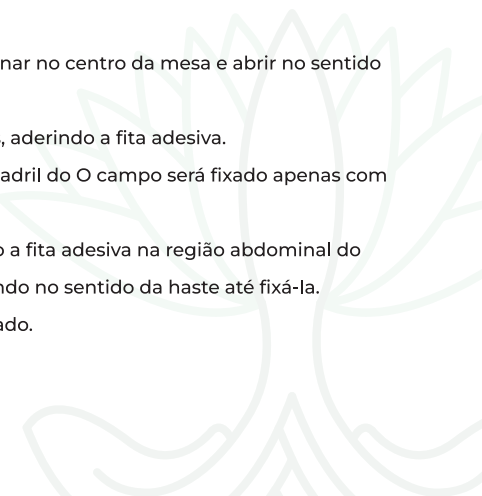 nar no centro da mesa e abrir no sentido
, aderindo a fita adesiva.
adril do O campo será fixado apenas com
o a fita adesiva na região abdominal do
ndo no sentido da haste até fixá-la.
ado.